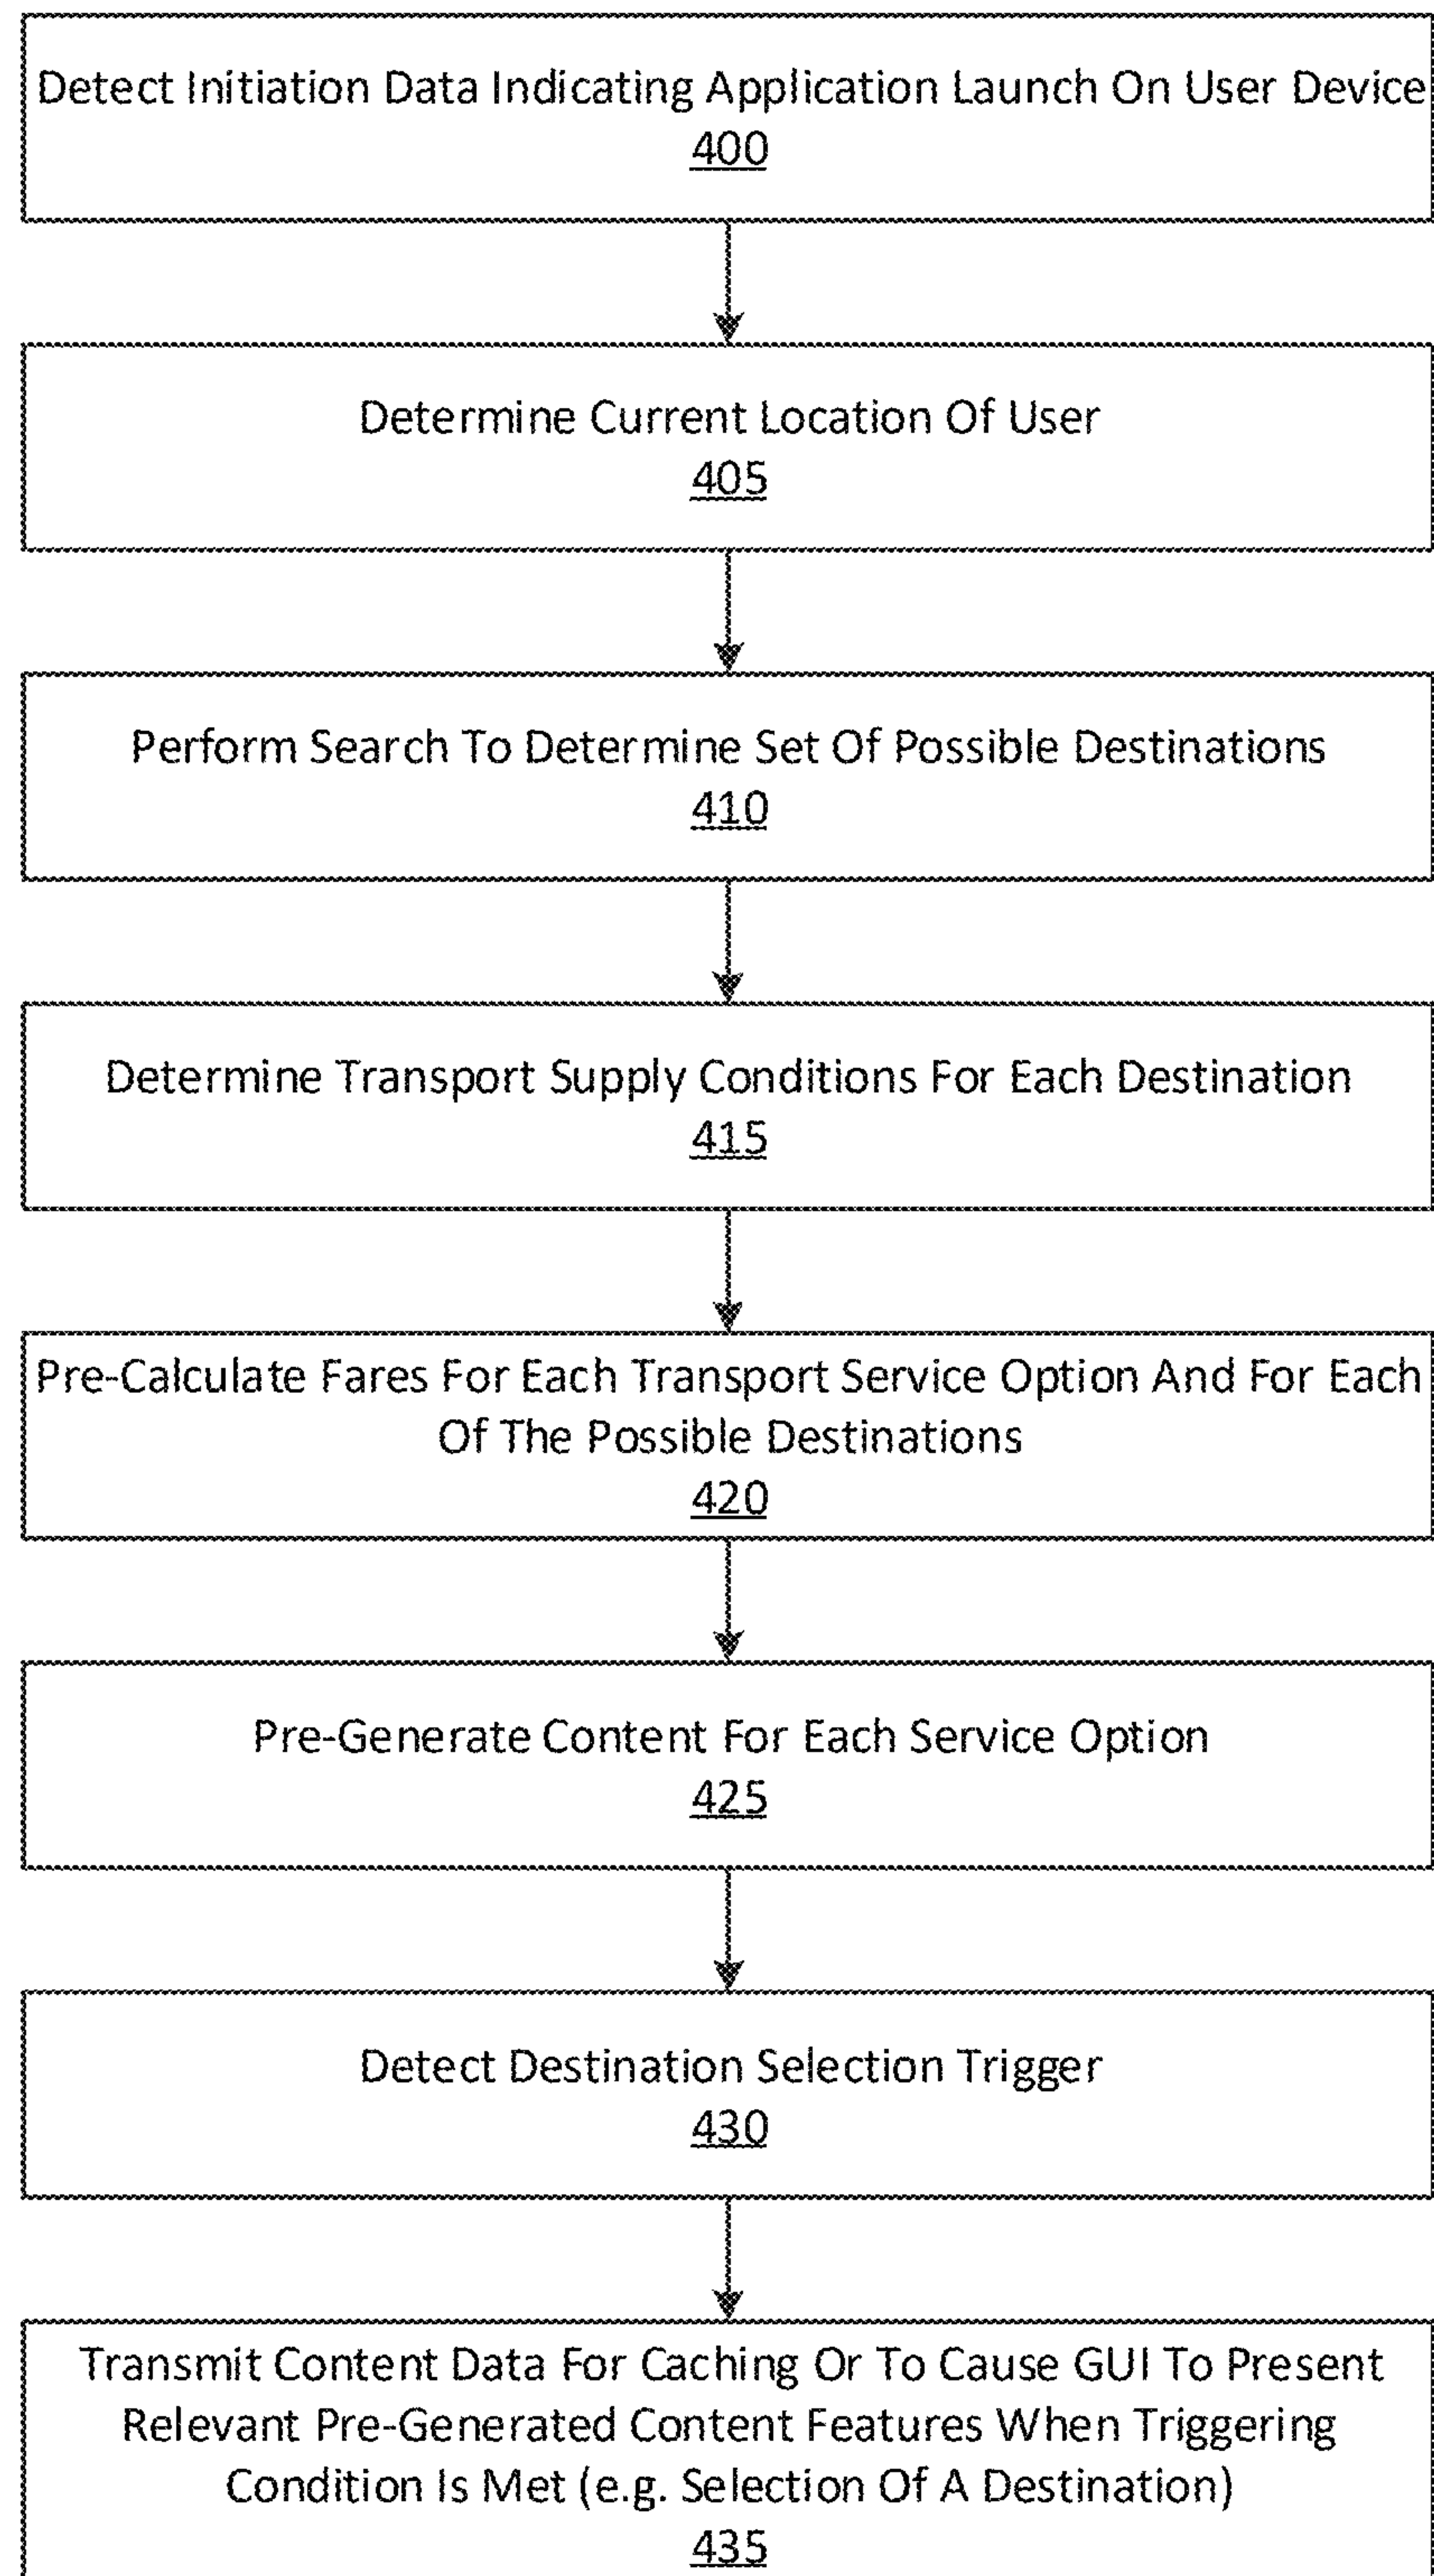 Detect Initiation Data Indicating Application Launch On User Device
400
Determine Current Location Of User
405
Perform Search To Determine Set Of Possible Destinations
410
Determine Transport Supply Conditions For Each Destination
415
Pre-Calculate Fares For Each Transport Service Option And For Each
Of The Possible Destinations
420
Pre-Generate Content For Each Service Option
425
Detect Destination Selection Trigger
430
Transmit Content Data For Caching Or To Cause GUI To Present
Relevant Pre-Generated Content Features When Triggering
Condition Is Met (e.g. Selection Of A Destination)
435